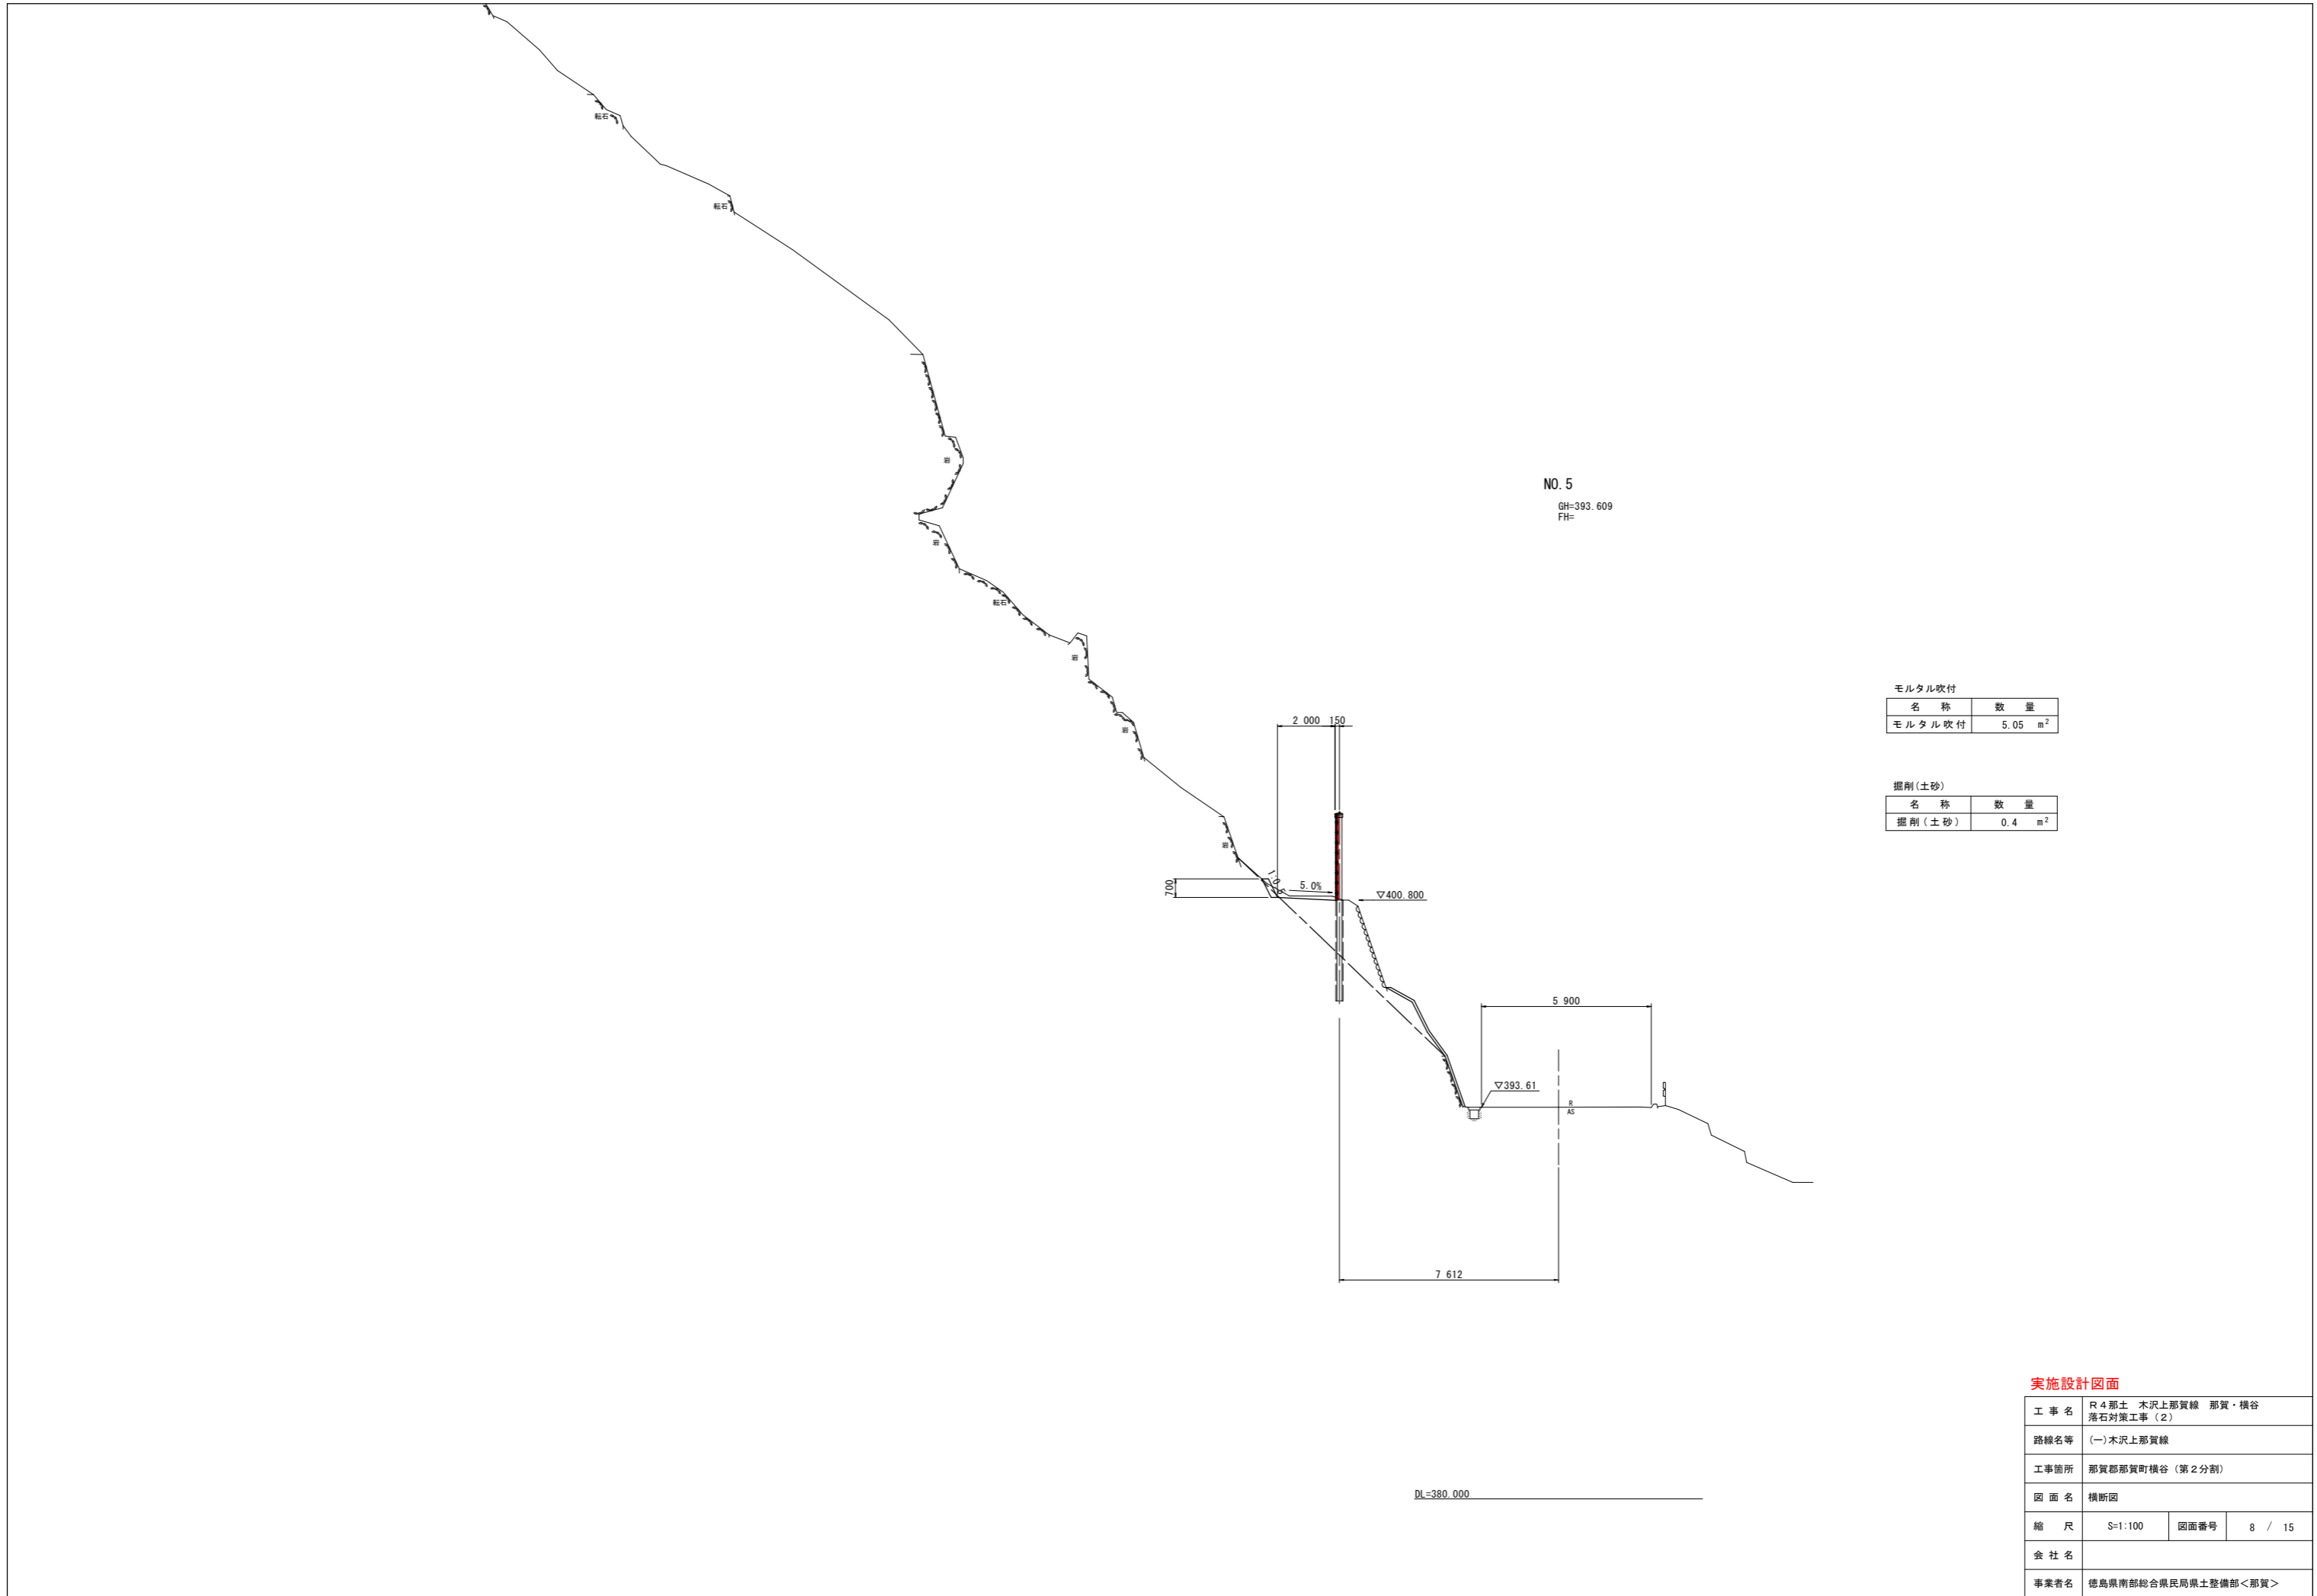 転石
転石
岩
NO.5
GH=393.609
FH=
岩
転石
岩
モルタル吹付
名 称 数 量
モルタル吹付 5.05 m²
2 000 150
岩
掘削(土砂)
名 称 数 量
掘削(土砂) 0.4 m²
岩
1:0.5
5.0%
700
▽400.800
5 900
▽393.61
R
AS
7 612
DL=380.000
実施設計図面
工事名 R4那土 木沢上那賀線 那賀・横谷
落石対策工事(2)
路線名等 (一)木沢上那賀線
工事箇所 那賀郡那賀町横谷(第2分割)
図面名 横断図
縮 尺 S=1:100 図面番号 8 / 15
会社名
事業者名 徳島県南部総合県民局県土整備部<那賀>